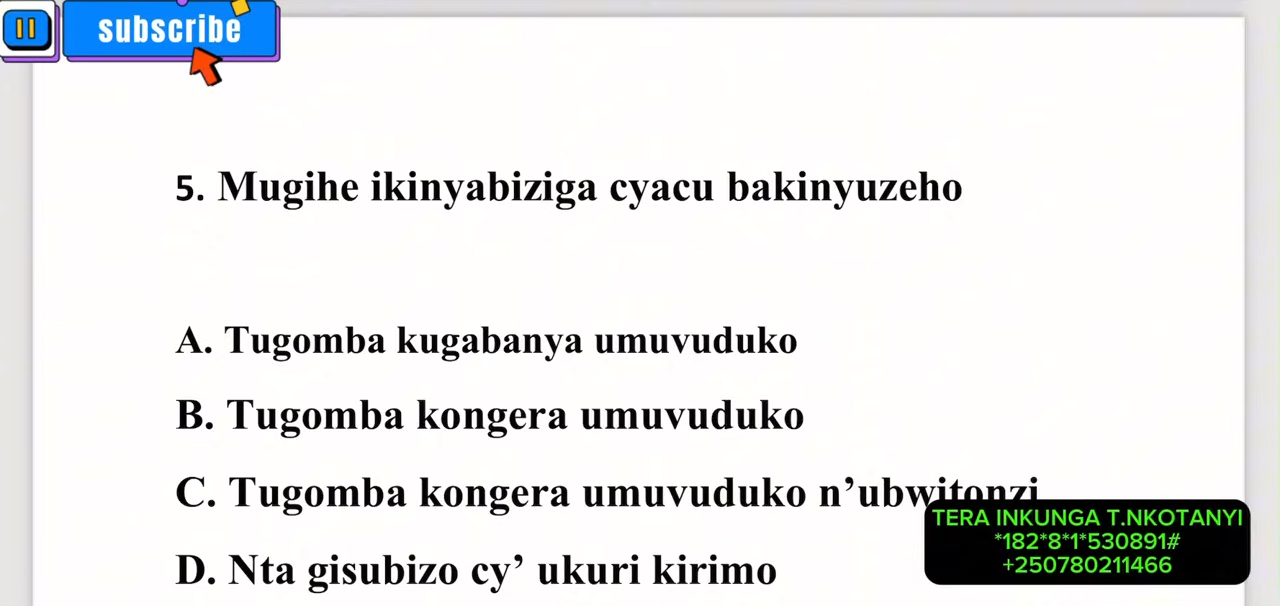 subscribe
5. Mugihe ikinyabiziga cyacu bakinyuzeho
A. Tugomba kugabanya umuvuduko
B. Tugomba kongera umuvuduko
C. Tugomba kongera umuvuduko n’ubwitonzi
D. Nta gisubizo cy’ ukuri kirimo
TERA INKUNGA T.NKOTANYI
*182*8*1*530891#
+250780211466